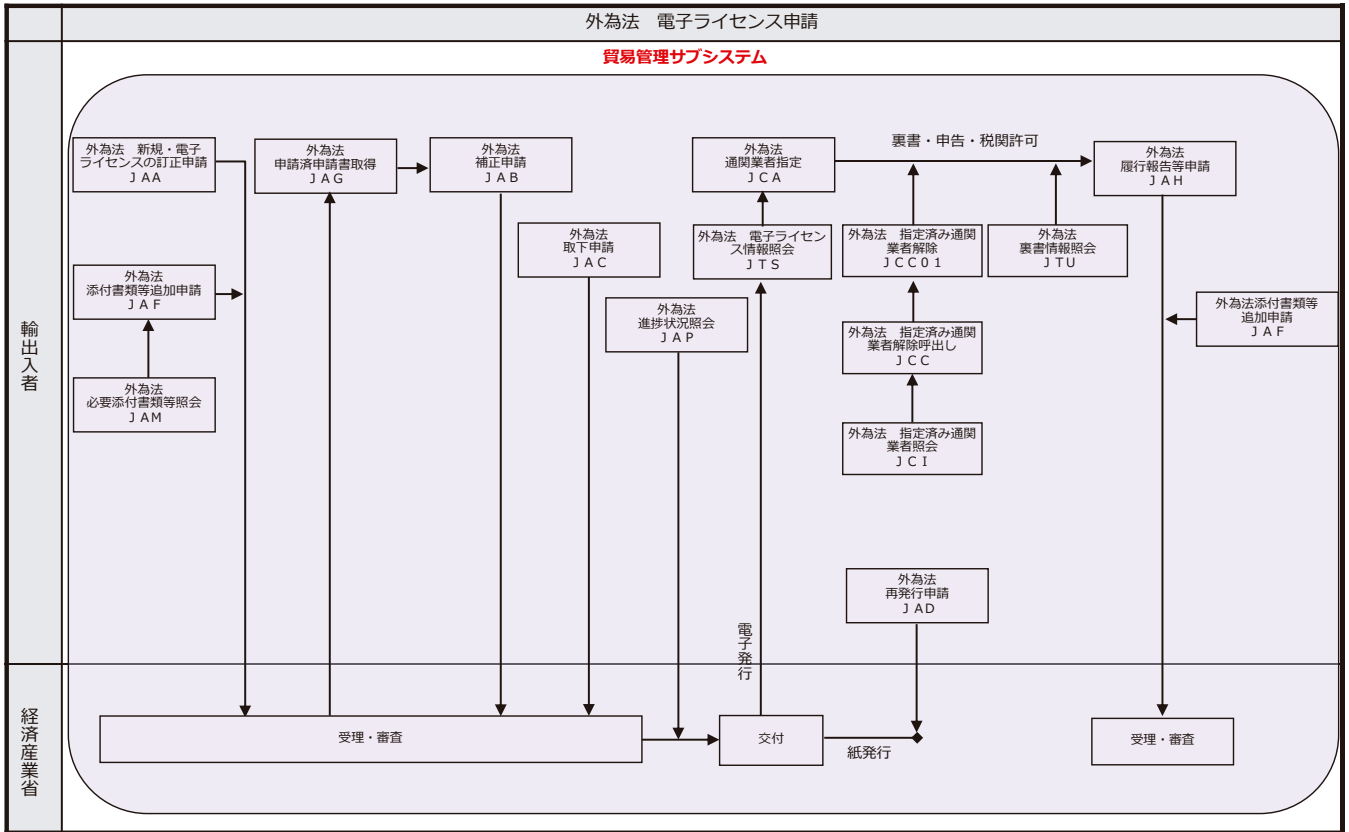 外為法　電子ライセンス申請
貿易管理サブシステム
輸出入者
外為法　新規・電子
ライセンスの訂正申請
ＪＡＡ
外為法
申請済申請書取得
ＪＡＧ
外為法
補正申請
ＪＡＢ
外為法
通関業者指定
ＪＣＡ
裏書・申告・税関許可
外為法
履行報告等申請
ＪＡＨ
外為法
取下申請
ＪＡＣ
外為法　電子ライセン
ス情報照会
ＪＴＳ
外為法　指定済み通関
業者解除
ＪＣＣ０１
外為法
裏書情報照会
ＪＴＵ
外為法
添付書類等追加申請
ＪＡＦ
外為法
進捗状況照会
ＪＡＰ
外為法　指定済み通関
業者解除呼出し
ＪＣＣ
外為法添付書類等
追加申請
ＪＡＦ
外為法
必要添付書類等照会
ＪＡＭ
外為法　指定済み通関
業者照会
ＪＣＩ
外為法
再発行申請
ＪＡＤ
電子発行
経済産業省
受理・審査
交付
紙発行
受理・審査